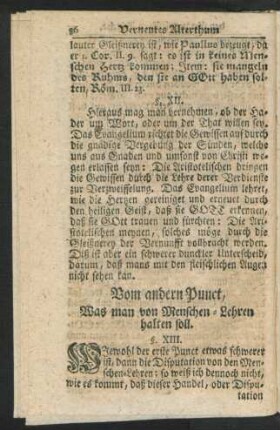 86 Verneutes Alterthum
lauter Gleißnerey ist, wie Paulus bezeugt, da
er 1. Cor. II. 9. sagt: es ist in keines Men-
schen Hertz kommen: Item: sie mangeln
des Ruhms, den sie an GOtt haben sol-
ten, Röm. III. 23.
§. XII.
Hieraus mag man vernehmen, ob der Ha-
der um Wort, oder um der That willen sey.
Das Evangelium richtet die Gewissen auf durch
die gnädige Vergebung der Sünden, welche
uns aus Gnaden und umsonst von Christi we-
gen erlassen seyn: Die Aristotelischen bringen
die Gewissen durch die Lehre derer Verdienste
zur Verzweiffelung. Das Evangelium lehret,
wie die Hertzen gereiniget und erneuet durch
den heiligen Geist, daß sie GOTT erkennen,
daß sie GOtt trauen und fürchten: Die Ari-
stotelischen meynen, solches möge durch die
Gleißnerey der Vernunfft vollbracht werden.
Diß ist aber ein schwerer dunckler Unterscheid,
darum, daß mans mit den fleischlichen Augen
nicht sehen kan.
Vom andern Punct,
Was man von Menschen-Lehren
halten soll.
§. XIII.
WIewohl der erste Punct etwas schwerer
ist, dann die Disputation von den Men-
schen-Lehren: so weiß ich dennoch nicht,
wie es kommt, daß dieser Handel, oder Dispu-
tation